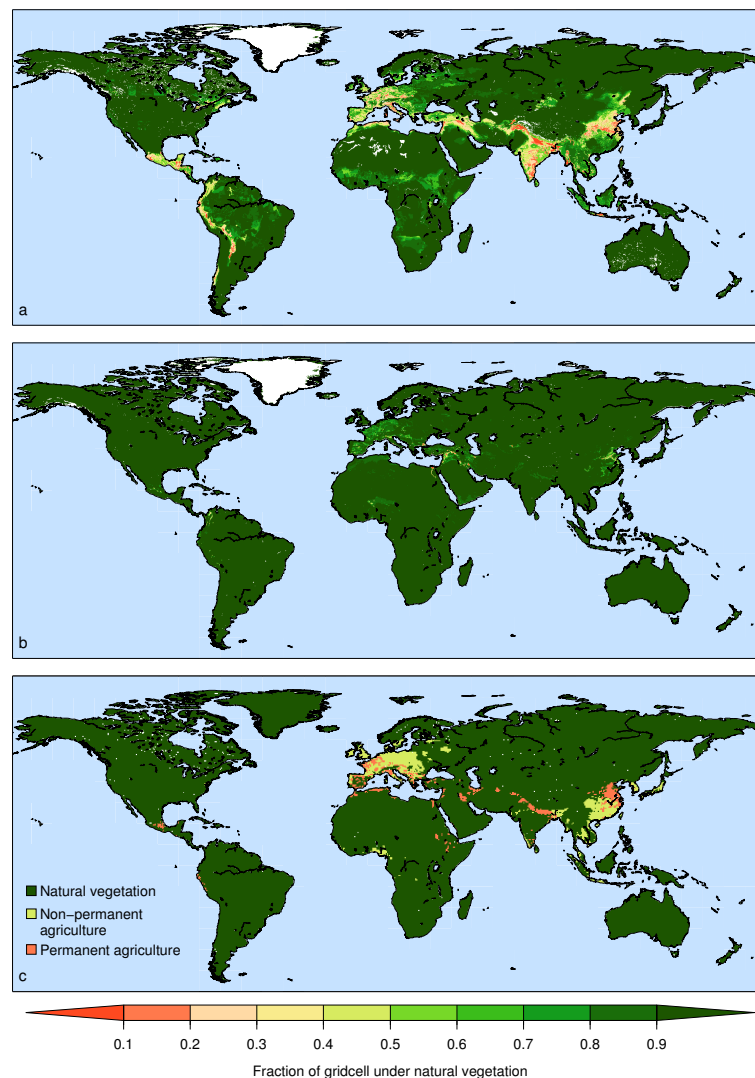 a
b
Natural vegetation
Non−permanent
agriculture
Permanent agriculture
c
0.1 0.2 0.3 0.4 0.5 0.6 0.7 0.8 0.9
Fraction of gridcell under natural vegetation